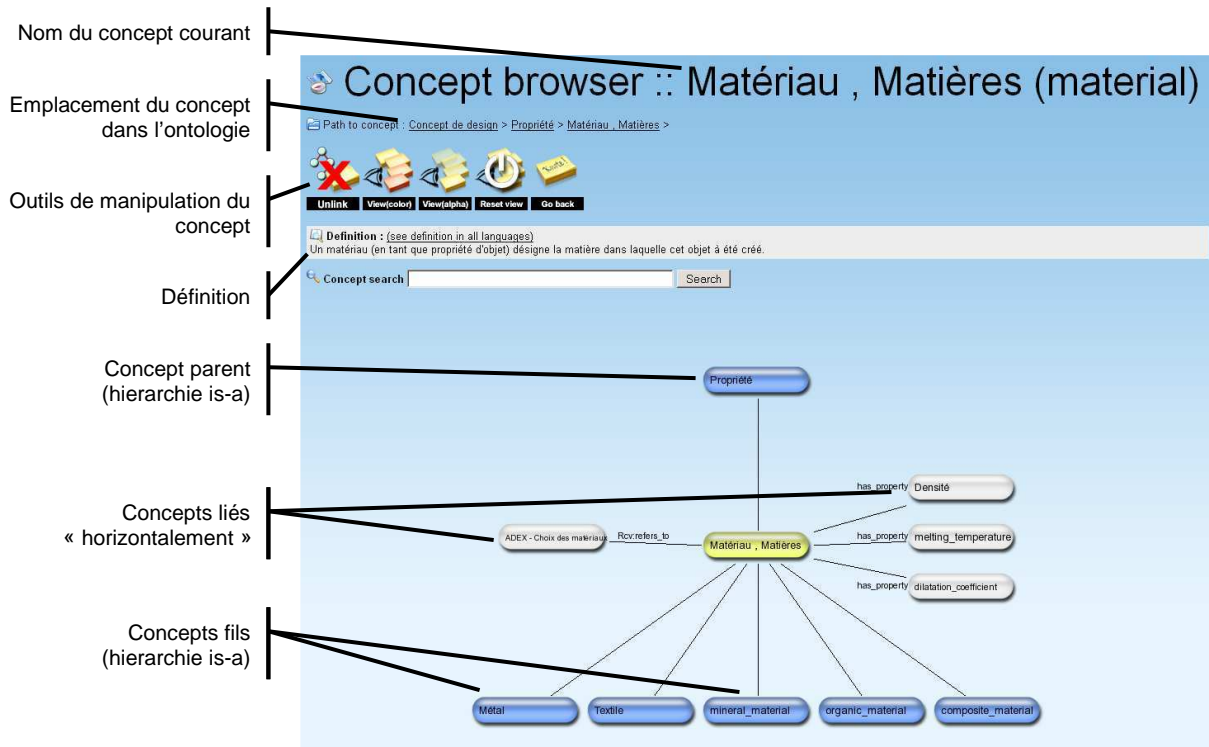 Nom du concept courant
Concept browser :: Matériau , Matières (material)
Emplacement du concept
dans l'ontologie
Path to concept : Concept de design > Propriété > Matériau , Matières >
Outils de manipulation du
concept
Unlink View(color) View(alpha) Reset view Go back
Definition : (see definition in all languages)
Un matériau (en tant que propriété d'objet) désigne la matière dans laquelle cet objet à été créé.
Définition
Concept search Search
Concept parent
(hierarchie is-a)
Propriété
Concepts liés
« horizontalement »
has_property Densité
ADEX - Choix des matériaux Rcv:refers_to Matériau , Matières has_property melting_temperature
has_property dilatation_coefficient
Concepts fils
(hierarchie is-a)
Métal Textile mineral_material organic_material composite_material